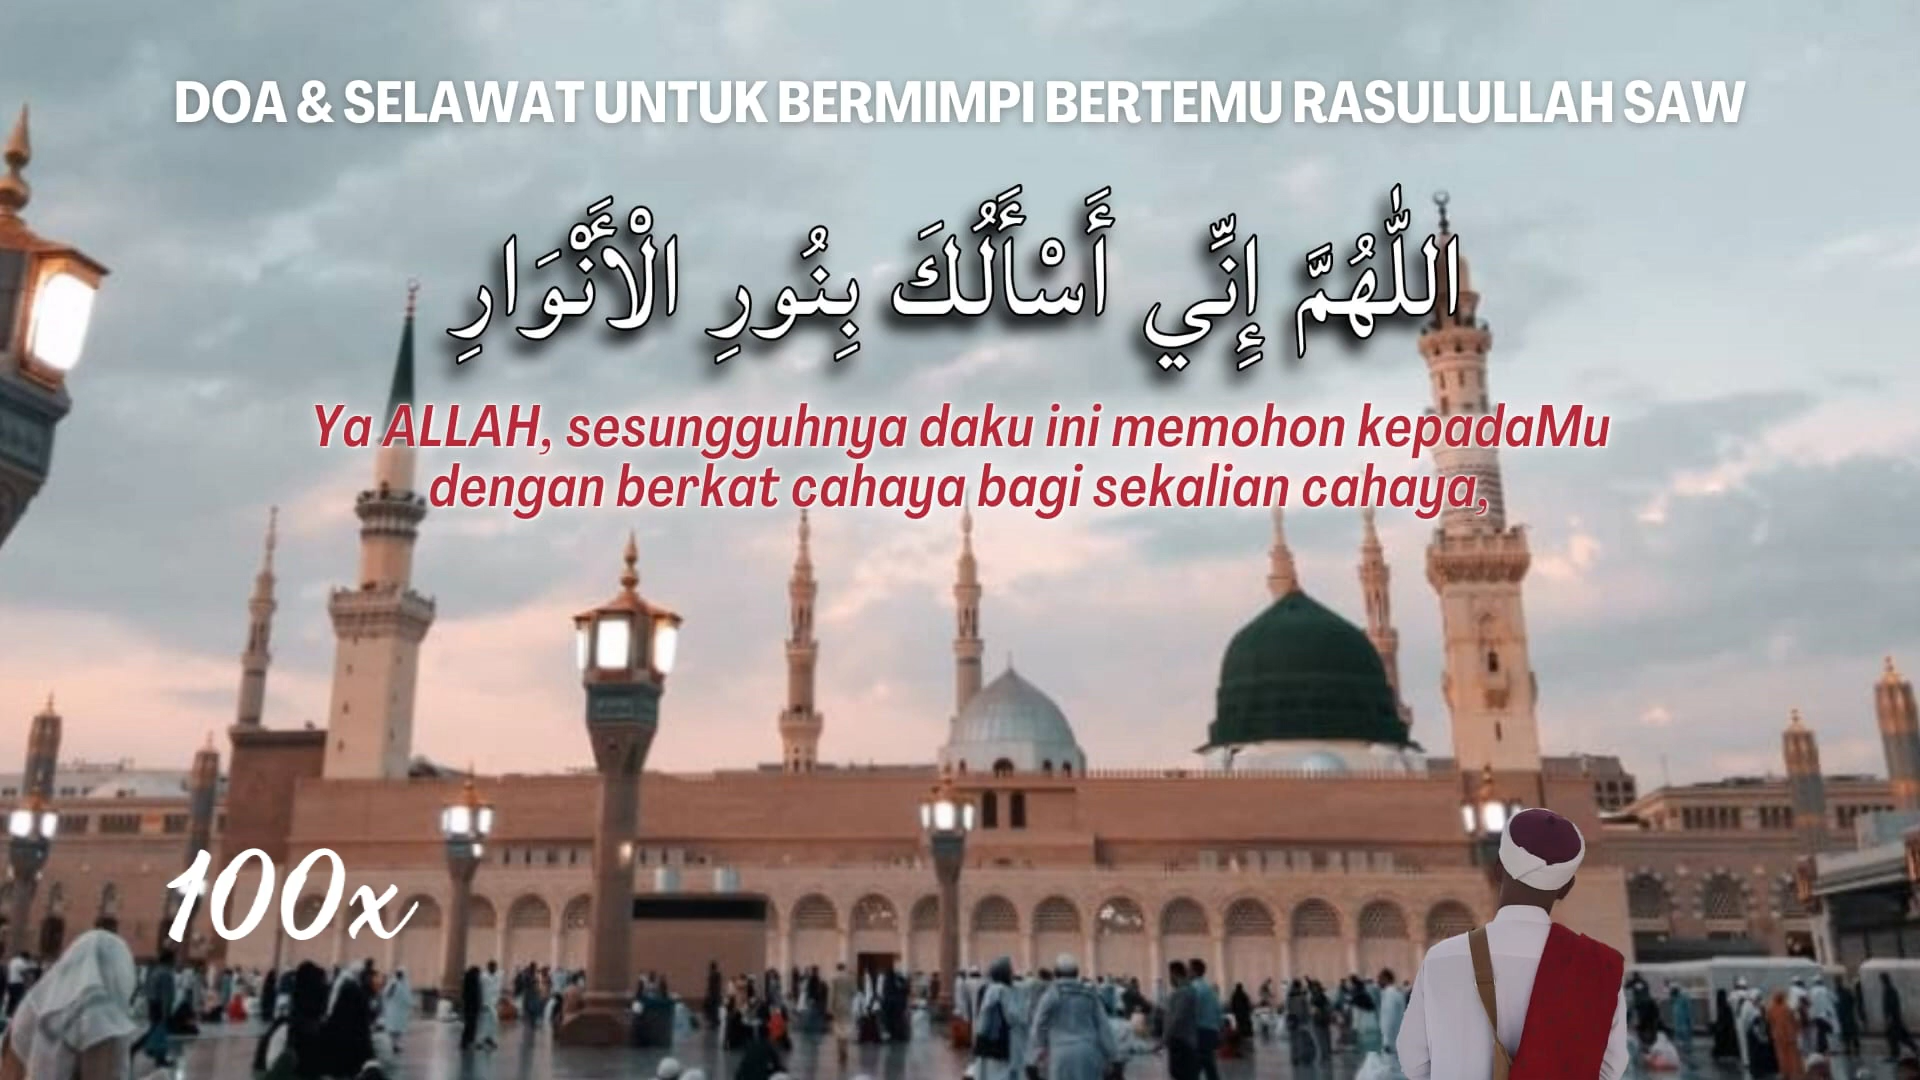 DOA & SELAWAT UNTUK BERMIMPI BERTEMU RASULULLAH SAW
اللّٰهُمَّ إِنِّي أَسْأَلُكَ بِنُورِ الْأَنْوَارِ
Ya ALLAH, sesungguhnya daku ini memohon kepadaMu
dengan berkat cahaya bagi sekalian cahaya,
100x